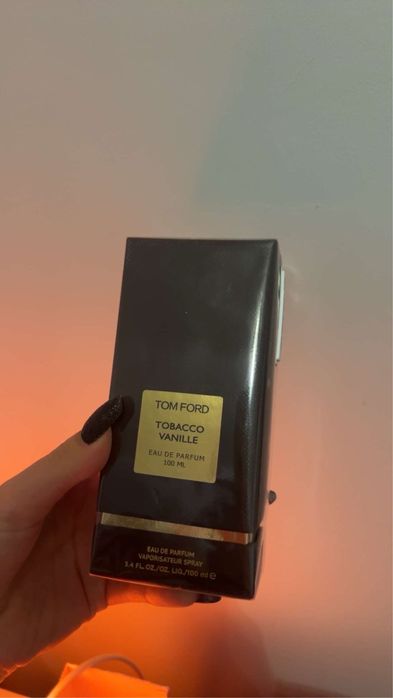 TOM FORD
TOBACCO
VANILLE
EAU DE PARFUM
100 ML
EAU DE PARFUM
VAPORISATEUR SPRAY
3.4 FL. OZ./OZ. LIQ./100 ml ℮